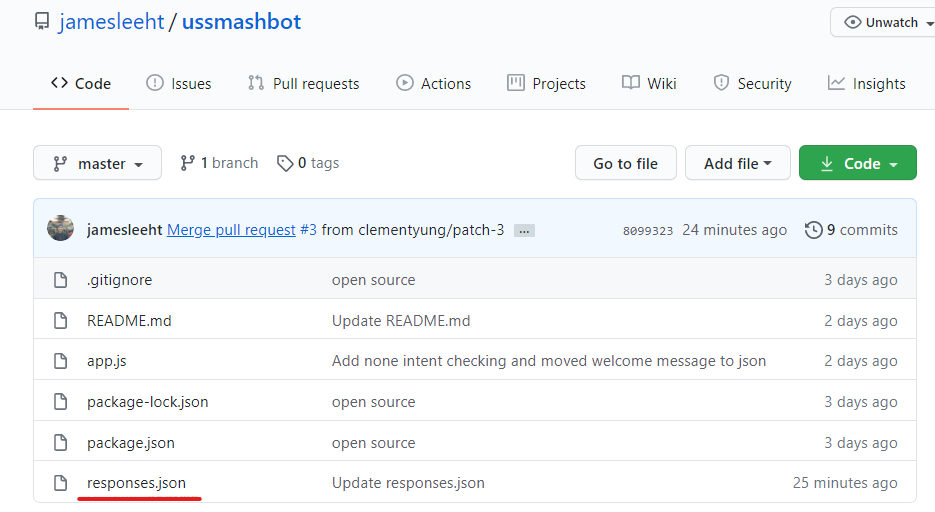 jamesleeht / ussmashbot
Unwatch
Code Issues Pull requests Actions Projects Wiki Security Insights
master 1 branch 0 tags Go to file Add file Code
jamesleeht Merge pull request #3 from clementyung/patch-3 ... 8099323 24 minutes ago 9 commits
.gitignore open source 3 days ago
README.md Update README.md 2 days ago
app.js Add none intent checking and moved welcome message to json 2 days ago
package-lock.json open source 3 days ago
package.json open source 3 days ago
responses.json Update responses.json 25 minutes ago